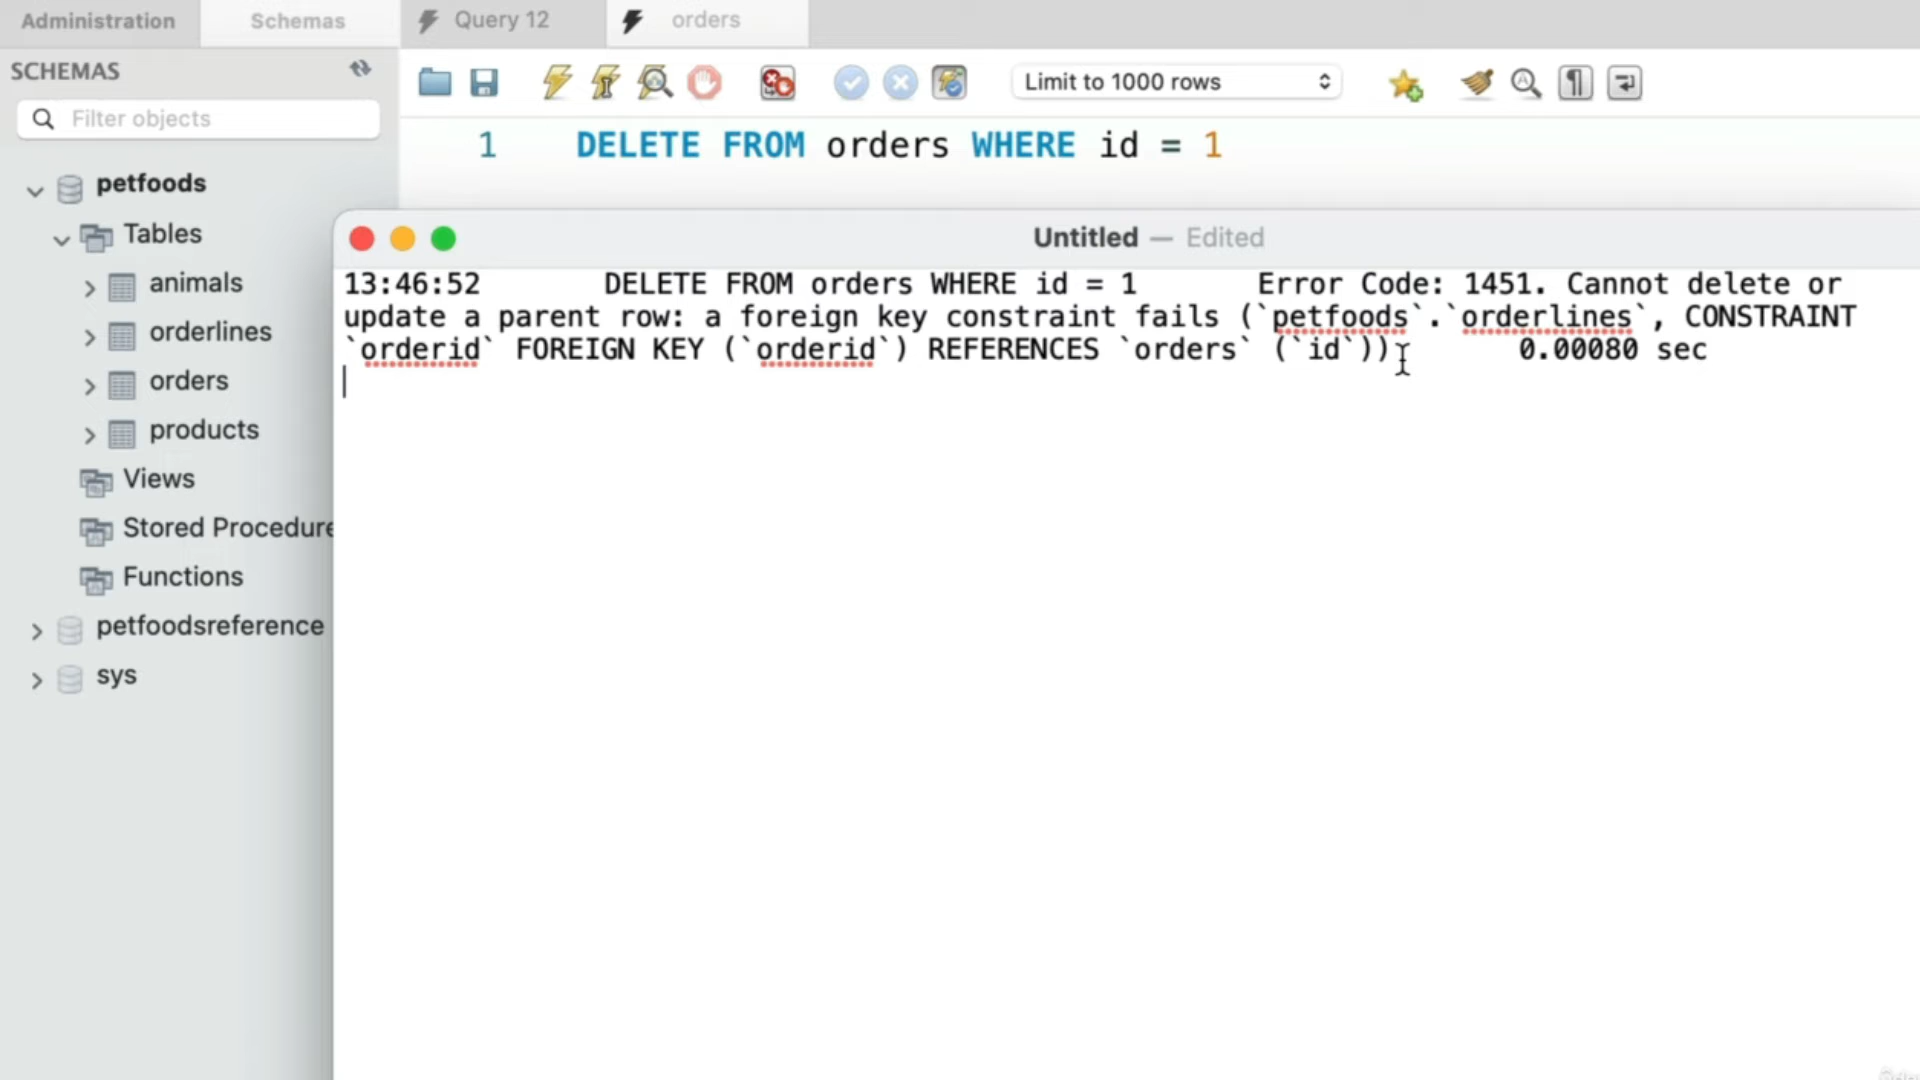 Administration Schemas Query 12 orders
SCHEMAS
Limit to 1000 rows
Filter objects
1 DELETE FROM orders WHERE id = 1
petfoods
Tables
animals
orderlines
orders
products
Views
Stored Procedure
Functions
petfoodsreference
sys
Untitled — Edited
13:46:52 DELETE FROM orders WHERE id = 1 Error Code: 1451. Cannot delete or
update a parent row: a foreign key constraint fails (`petfoods`.`orderlines`, CONSTRAINT
`orderid` FOREIGN KEY (`orderid`) REFERENCES `orders` (`id`)) 0.00080 sec